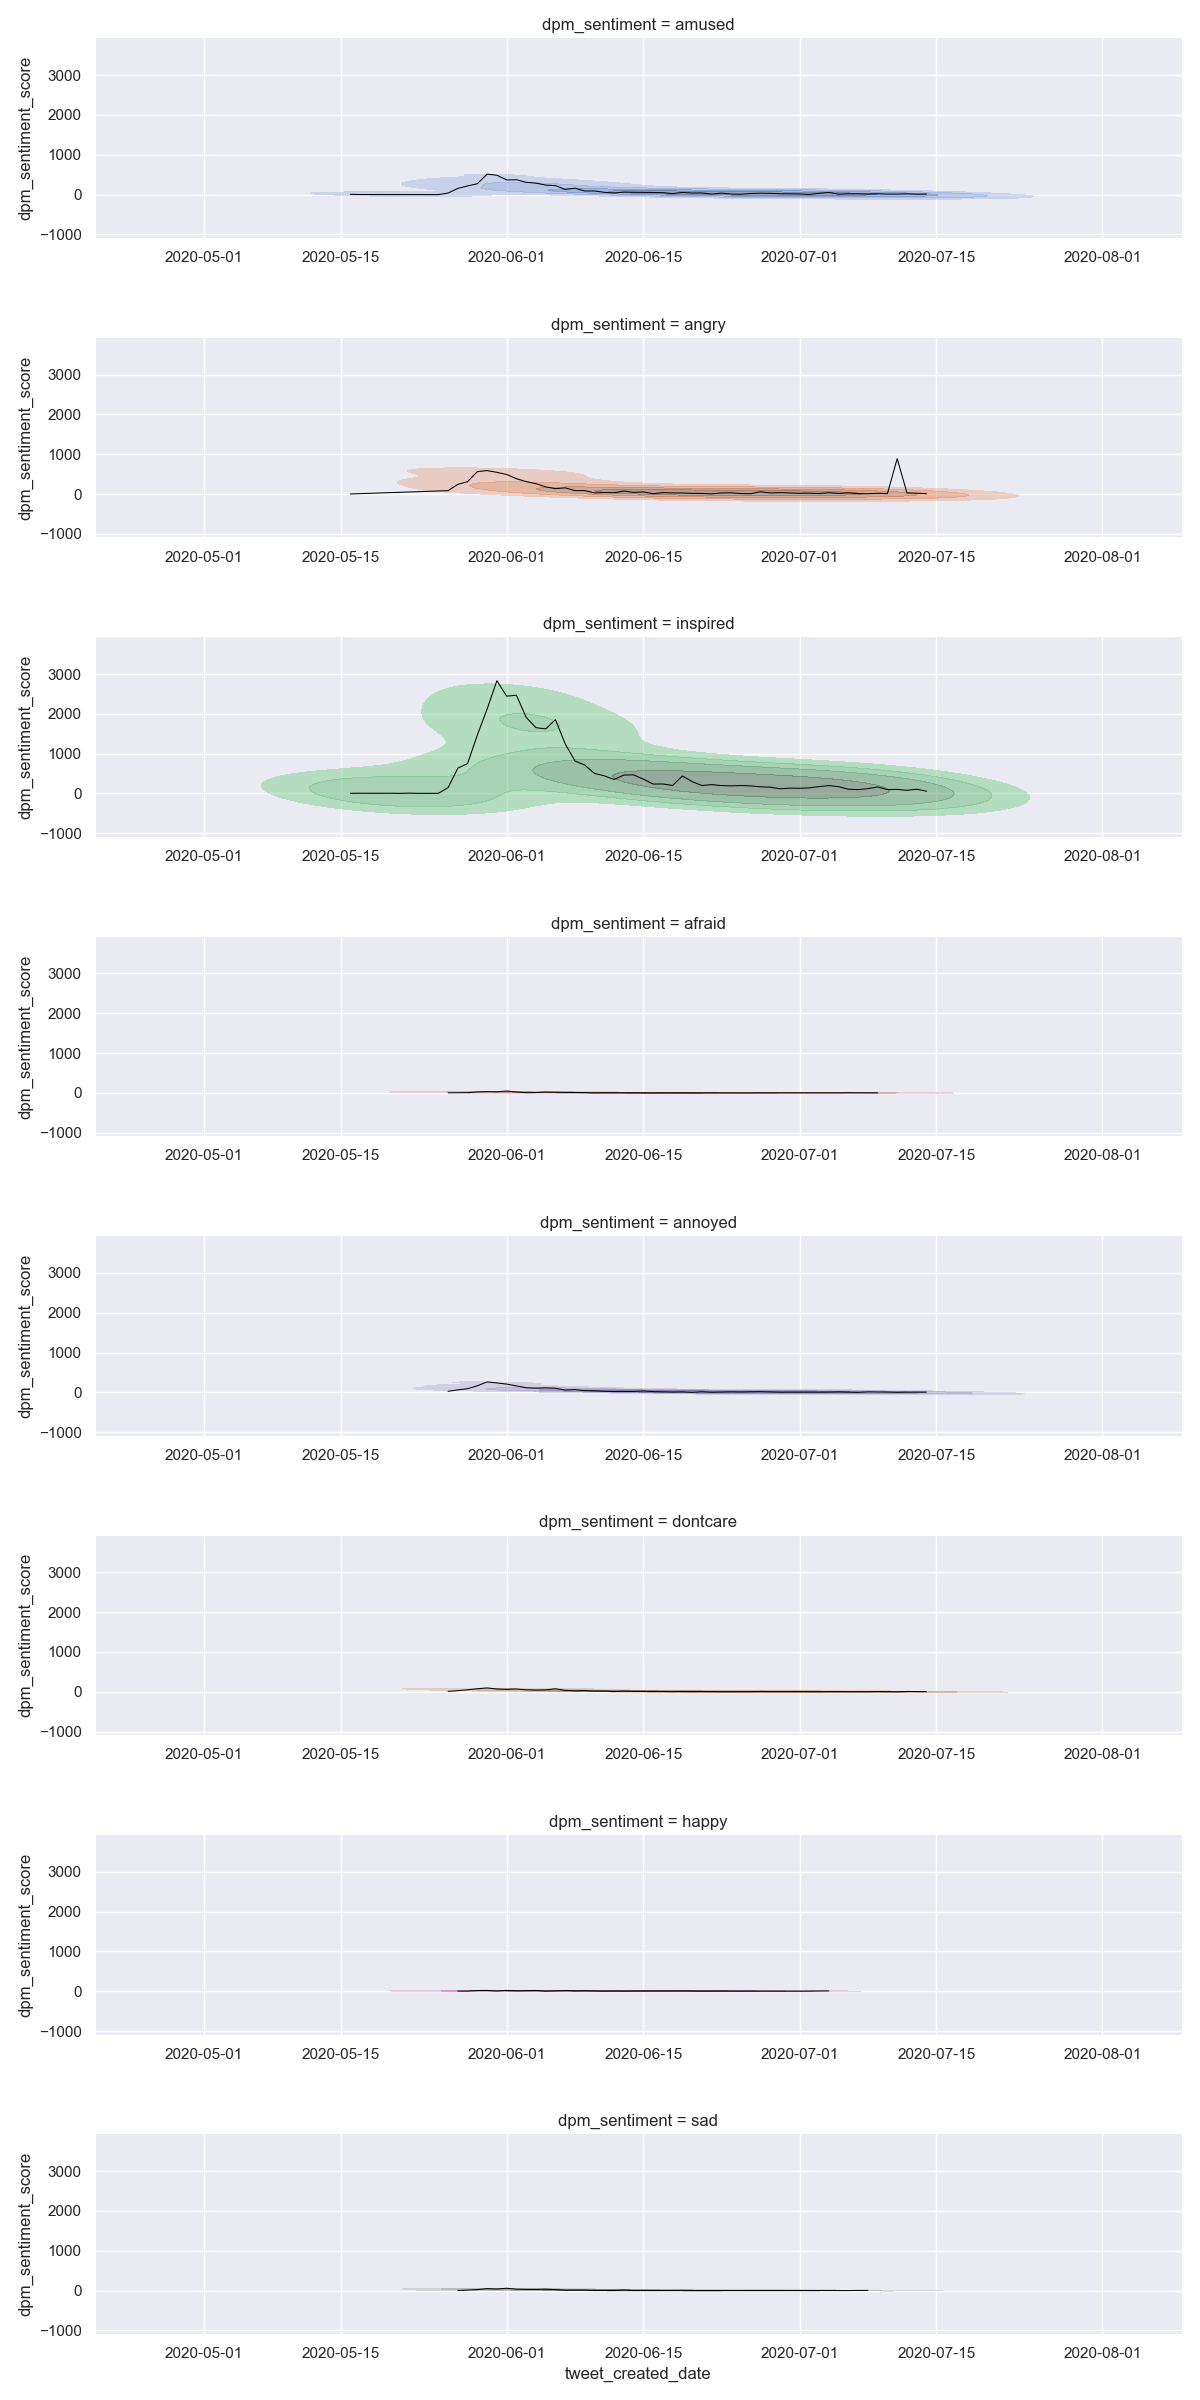 dpm_sentiment = amused
dpm_sentiment_score
3000
2000
1000
0
−1000
2020-05-01 2020-05-15 2020-06-01 2020-06-15 2020-07-01 2020-07-15 2020-08-01
dpm_sentiment = angry
dpm_sentiment_score
3000
2000
1000
0
−1000
2020-05-01 2020-05-15 2020-06-01 2020-06-15 2020-07-01 2020-07-15 2020-08-01
dpm_sentiment = inspired
dpm_sentiment_score
3000
2000
1000
0
−1000
2020-05-01 2020-05-15 2020-06-01 2020-06-15 2020-07-01 2020-07-15 2020-08-01
dpm_sentiment = afraid
dpm_sentiment_score
3000
2000
1000
0
−1000
2020-05-01 2020-05-15 2020-06-01 2020-06-15 2020-07-01 2020-07-15 2020-08-01
dpm_sentiment = annoyed
dpm_sentiment_score
3000
2000
1000
0
−1000
2020-05-01 2020-05-15 2020-06-01 2020-06-15 2020-07-01 2020-07-15 2020-08-01
dpm_sentiment = dontcare
dpm_sentiment_score
3000
2000
1000
0
−1000
2020-05-01 2020-05-15 2020-06-01 2020-06-15 2020-07-01 2020-07-15 2020-08-01
dpm_sentiment = happy
dpm_sentiment_score
3000
2000
1000
0
−1000
2020-05-01 2020-05-15 2020-06-01 2020-06-15 2020-07-01 2020-07-15 2020-08-01
dpm_sentiment = sad
dpm_sentiment_score
3000
2000
1000
0
−1000
2020-05-01 2020-05-15 2020-06-01 2020-06-15 2020-07-01 2020-07-15 2020-08-01
tweet_created_date